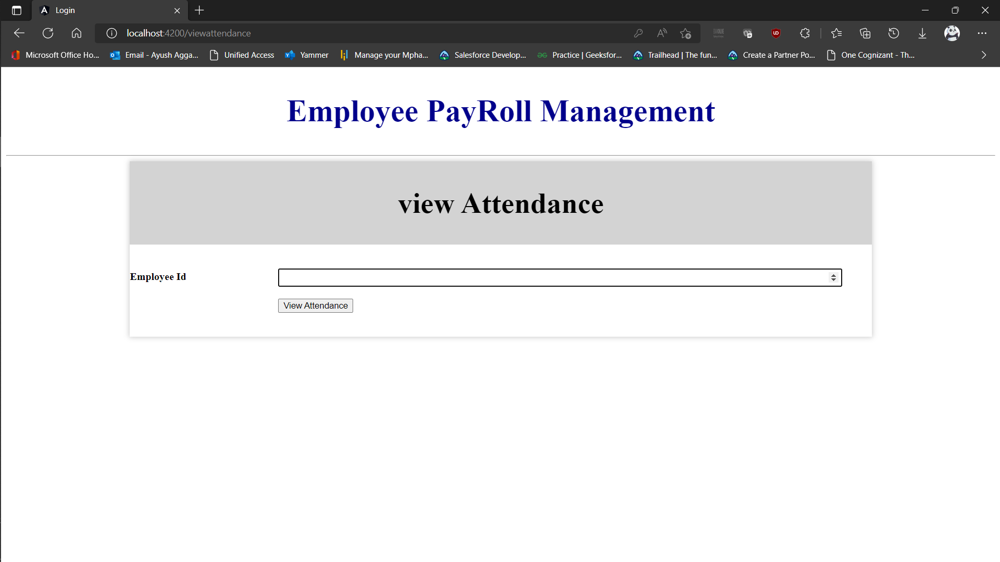 Login
localhost:4200/viewattendance
Microsoft Office Ho... Email - Ayush Agga... Unified Access Yammer Manage your Mpha... Salesforce Develop... Practice | Geeksfor... Trailhead | The fun... Create a Partner Po... One Cognizant - Th...
Employee PayRoll Management
view Attendance
Employee Id
View Attendance